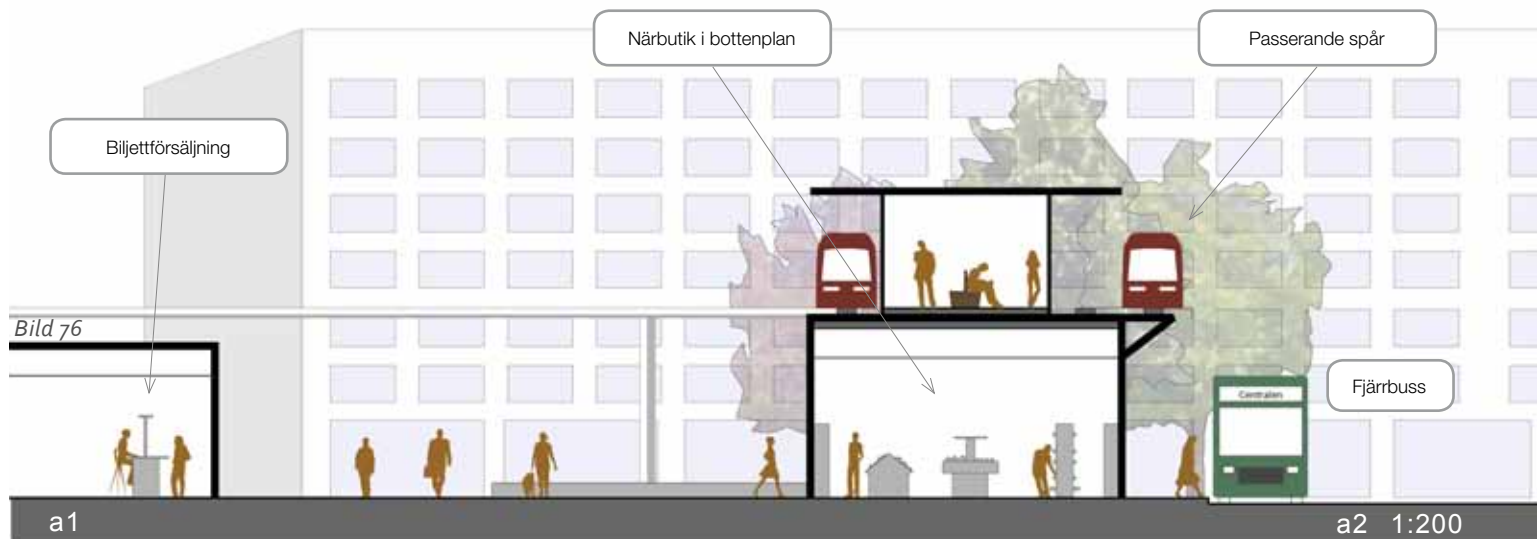 Närbutik i bottenplan
Passerande spår
Biljettförsäljning
Bild 76
Fjärrbuss
Centralen
a1
a2 1:200